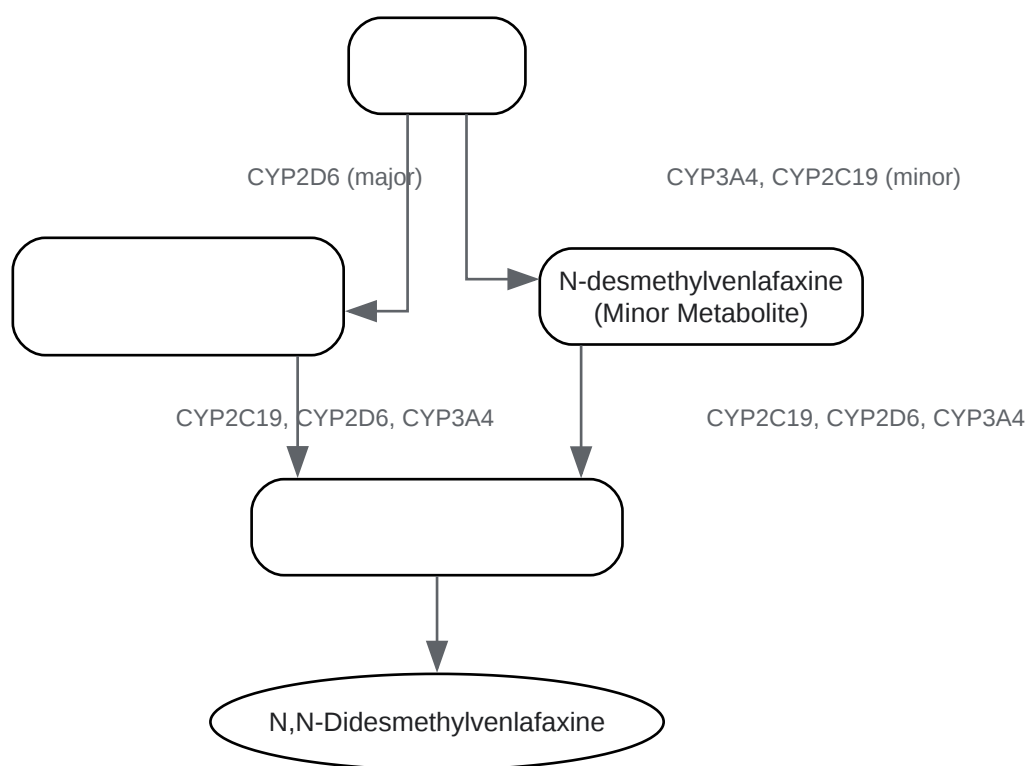 CYP2D6 (major)
CYP3A4, CYP2C19 (minor)
N-desmethylvenlafaxine
(Minor Metabolite)
CYP2C19, CYP2D6, CYP3A4
CYP2C19, CYP2D6, CYP3A4
N,N-Didesmethylvenlafaxine